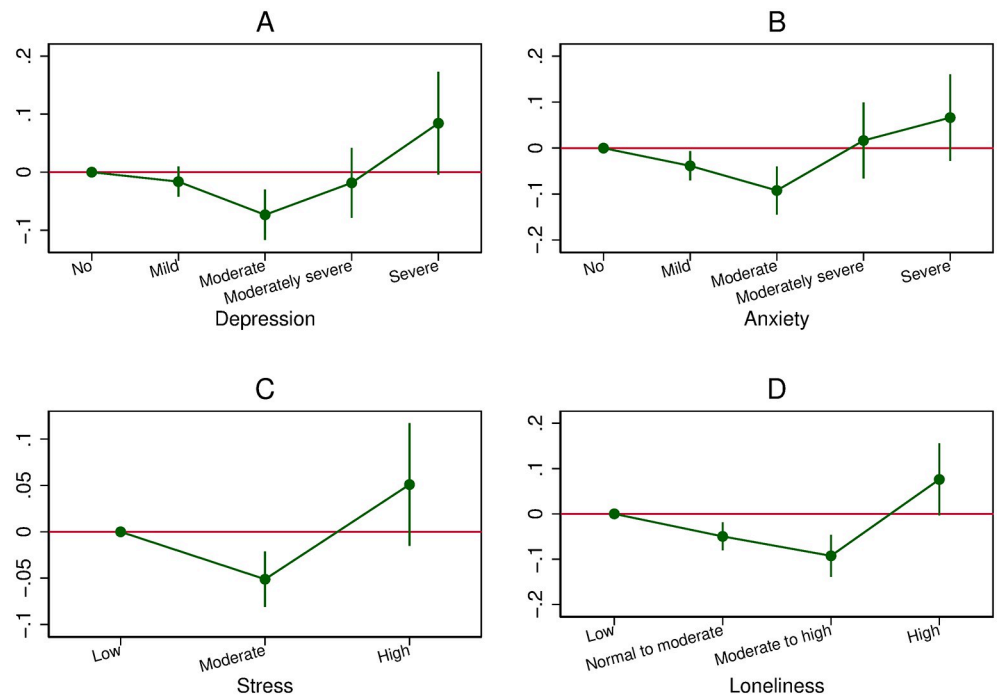 A
.2
.1
0
-.1
No
Mild
Moderate
Moderately severe
Severe
Depression
B
.2
.1
0
-.1
-.2
No
Mild
Moderate
Moderately severe
Severe
Anxiety
C
.1
.05
0
-.05
-.1
Low
Moderate
High
Stress
D
.2
.1
0
-.1
-.2
Low
Normal to moderate
Moderate to high
High
Loneliness